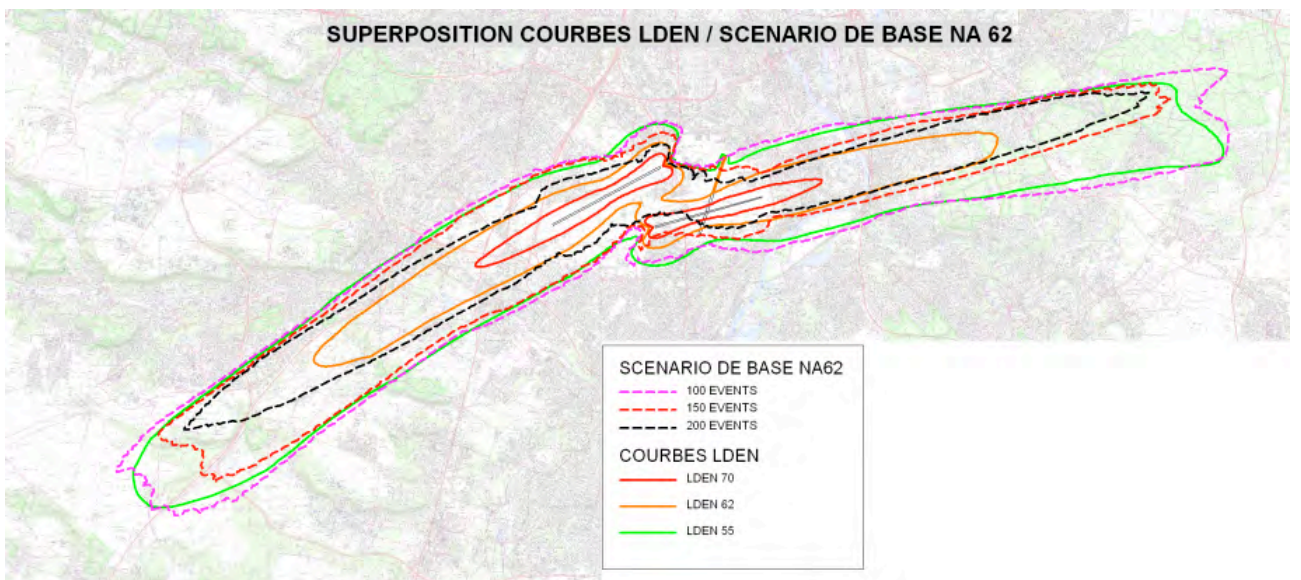 SUPERPOSITION COURBES LDEN / SCENARIO DE BASE NA 62
SCENARIO DE BASE NA62
100 EVENTS
150 EVENTS
200 EVENTS
COURBES LDEN
LDEN 70
LDEN 62
LDEN 55